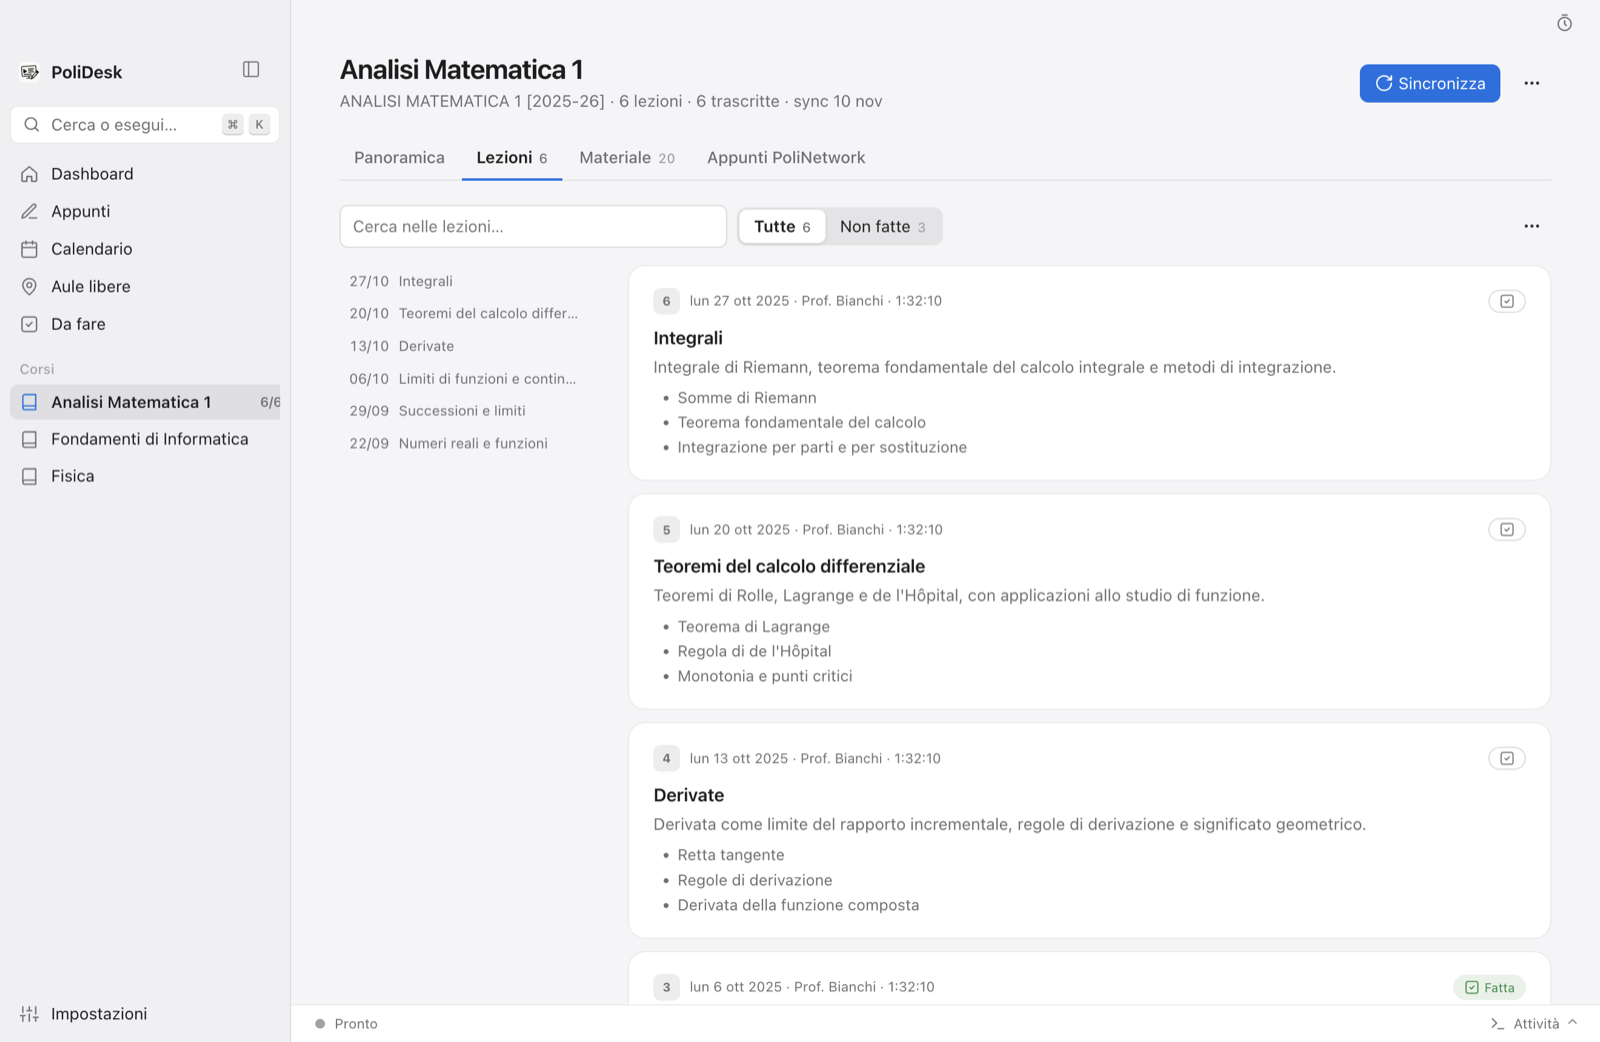 PoliDesk
Cerca o esegui... ⌘ K
Dashboard
Appunti
Calendario
Aule libere
Da fare
Corsi
Analisi Matematica 1 6/6
Fondamenti di Informatica
Fisica
Impostazioni
Analisi Matematica 1
ANALISI MATEMATICA 1 [2025-26] · 6 lezioni · 6 trascritte · sync 10 nov
Sincronizza
Panoramica Lezioni 6 Materiale 20 Appunti PoliNetwork
Cerca nelle lezioni... Tutte 6 Non fatte 3
27/10 Integrali
20/10 Teoremi del calcolo differ...
13/10 Derivate
06/10 Limiti di funzioni e contin...
29/09 Successioni e limiti
22/09 Numeri reali e funzioni
6 lun 27 ott 2025 · Prof. Bianchi · 1:32:10
Integrali
Integrale di Riemann, teorema fondamentale del calcolo integrale e metodi di integrazione.
• Somme di Riemann
• Teorema fondamentale del calcolo
• Integrazione per parti e per sostituzione
5 lun 20 ott 2025 · Prof. Bianchi · 1:32:10
Teoremi del calcolo differenziale
Teoremi di Rolle, Lagrange e de l'Hôpital, con applicazioni allo studio di funzione.
• Teorema di Lagrange
• Regola di de l'Hôpital
• Monotonia e punti critici
4 lun 13 ott 2025 · Prof. Bianchi · 1:32:10
Derivate
Derivata come limite del rapporto incrementale, regole di derivazione e significato geometrico.
• Retta tangente
• Regole di derivazione
• Derivata della funzione composta
3 lun 6 ott 2025 · Prof. Bianchi · 1:32:10 Fatta
Pronto
Attività